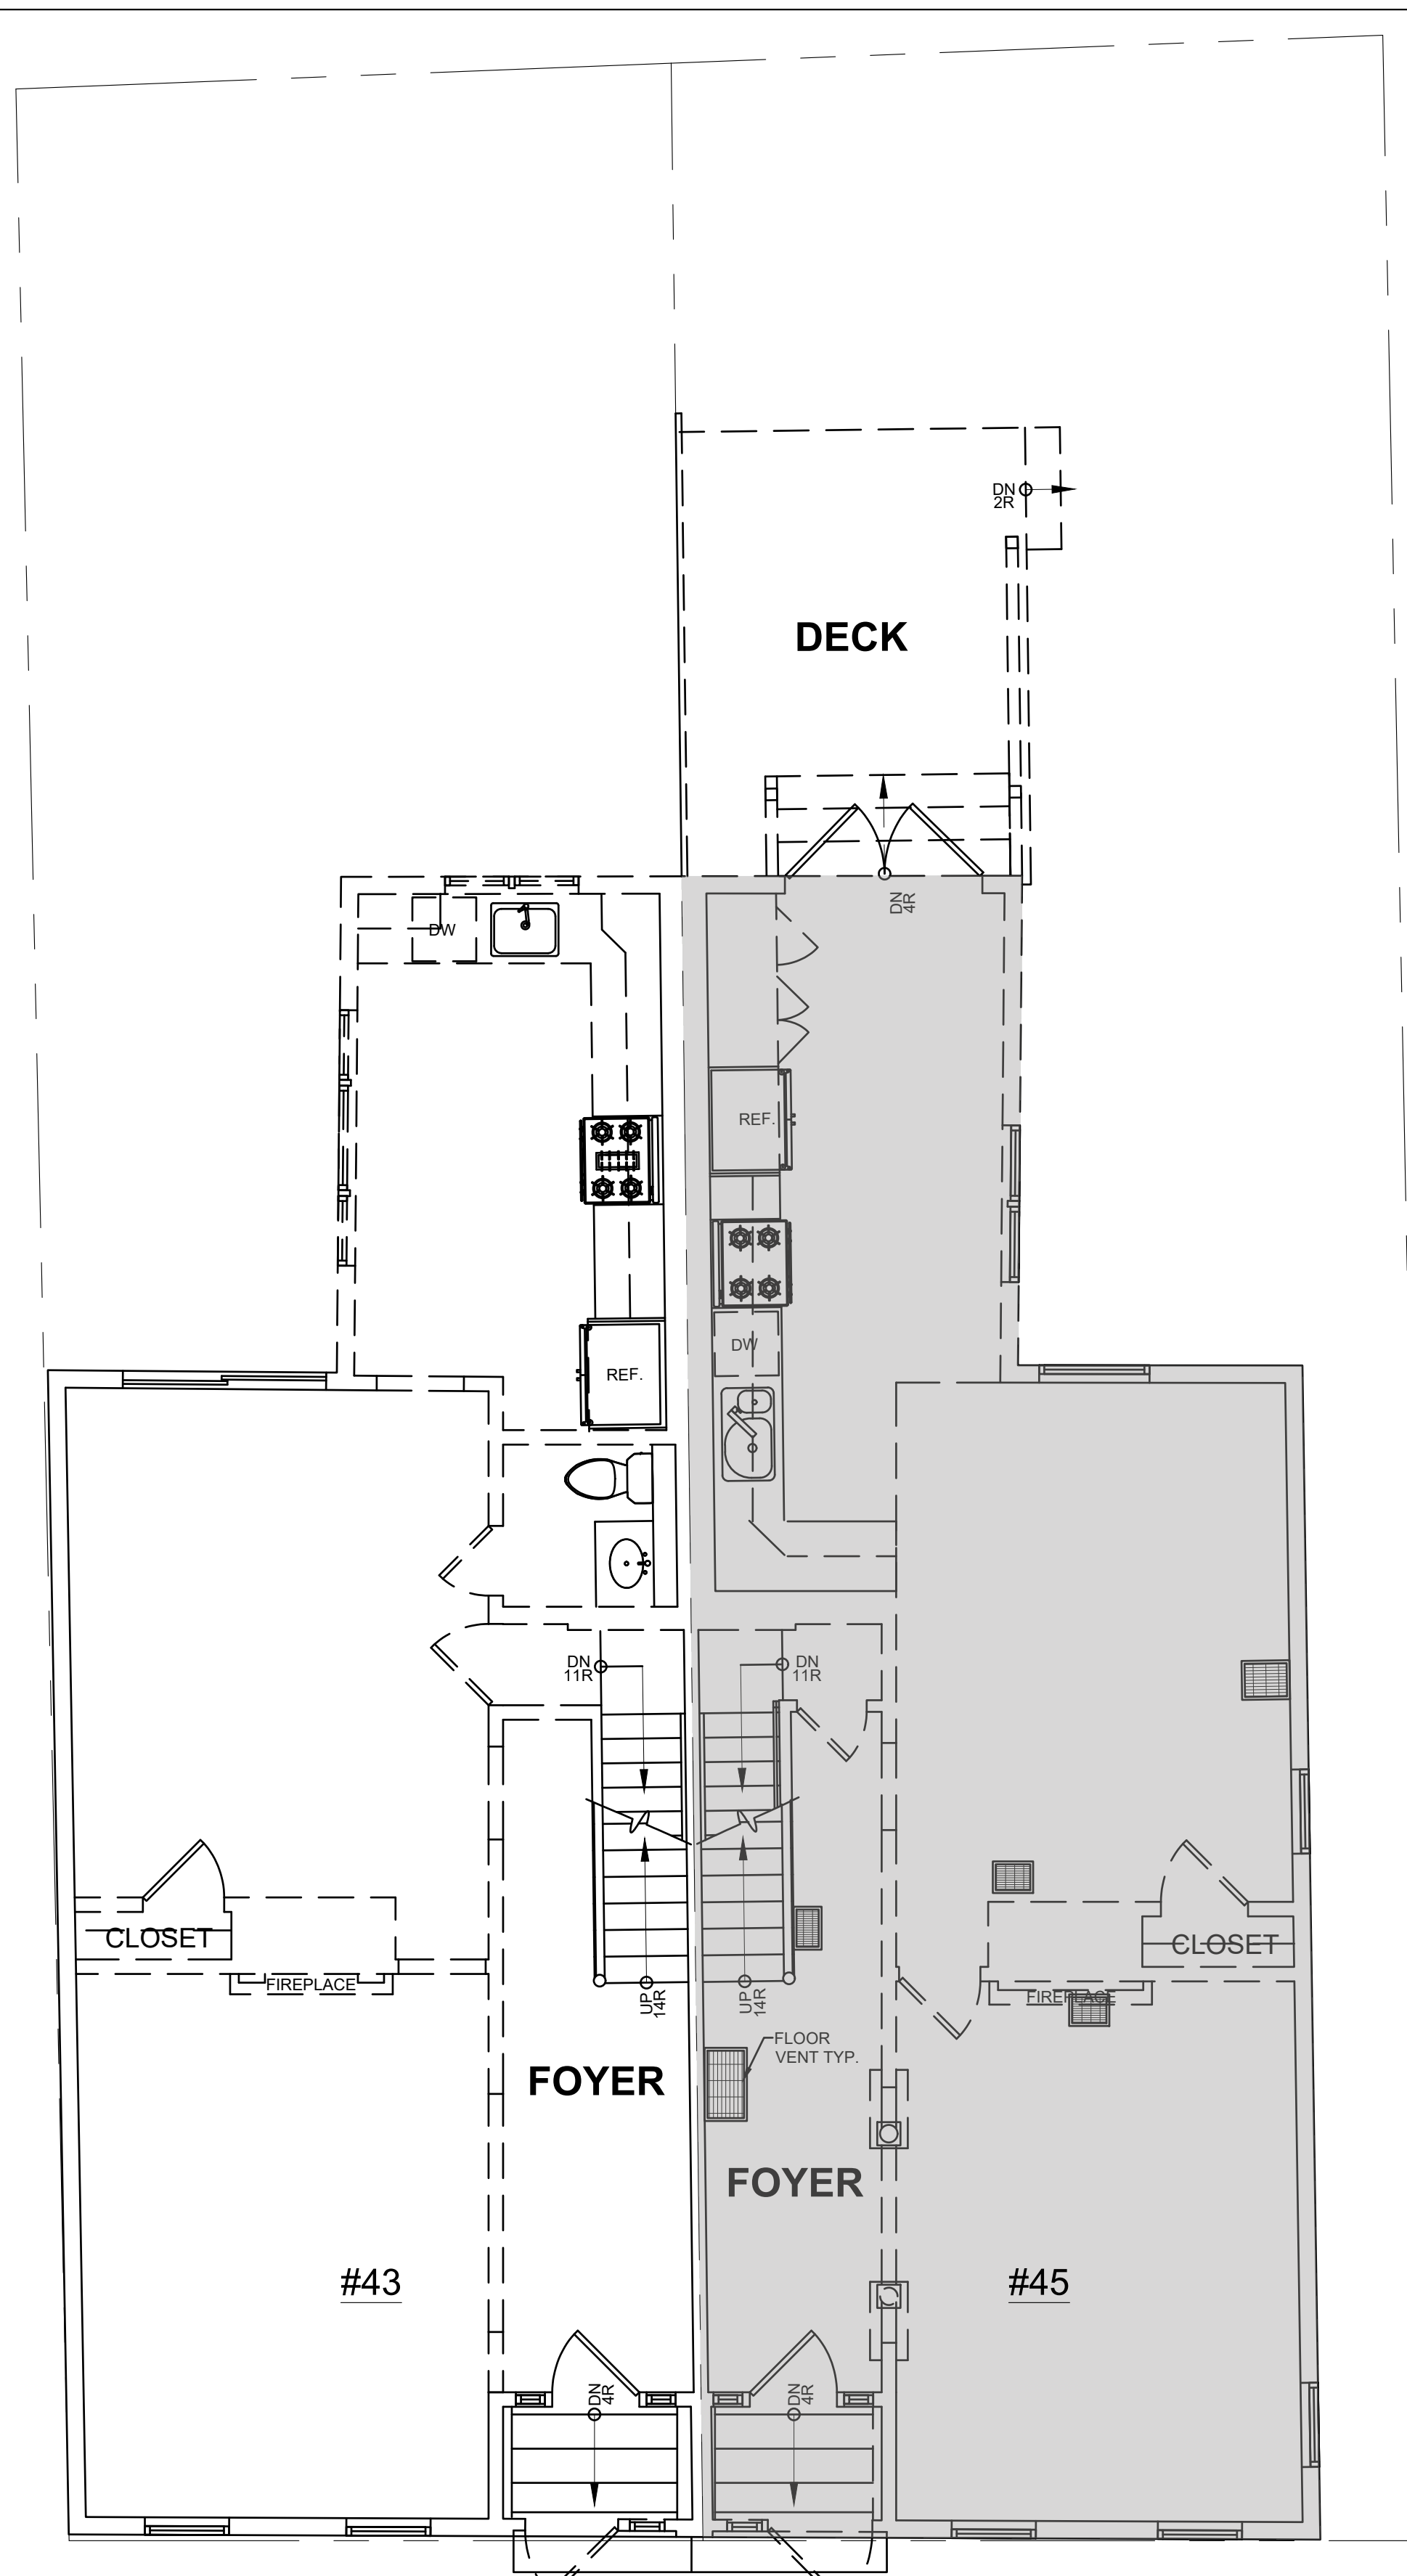 DN
2R
DECK
DN
4R
DW
REF.
DW
REF.
DN
11R
DN
11R
CLOSET
CLOSET
FIREPLACE
FIREPLACE
UP
14R
UP
14R
FLOOR
VENT TYP.
FOYER
FOYER
#43
#45
DN
4R
DN
4R